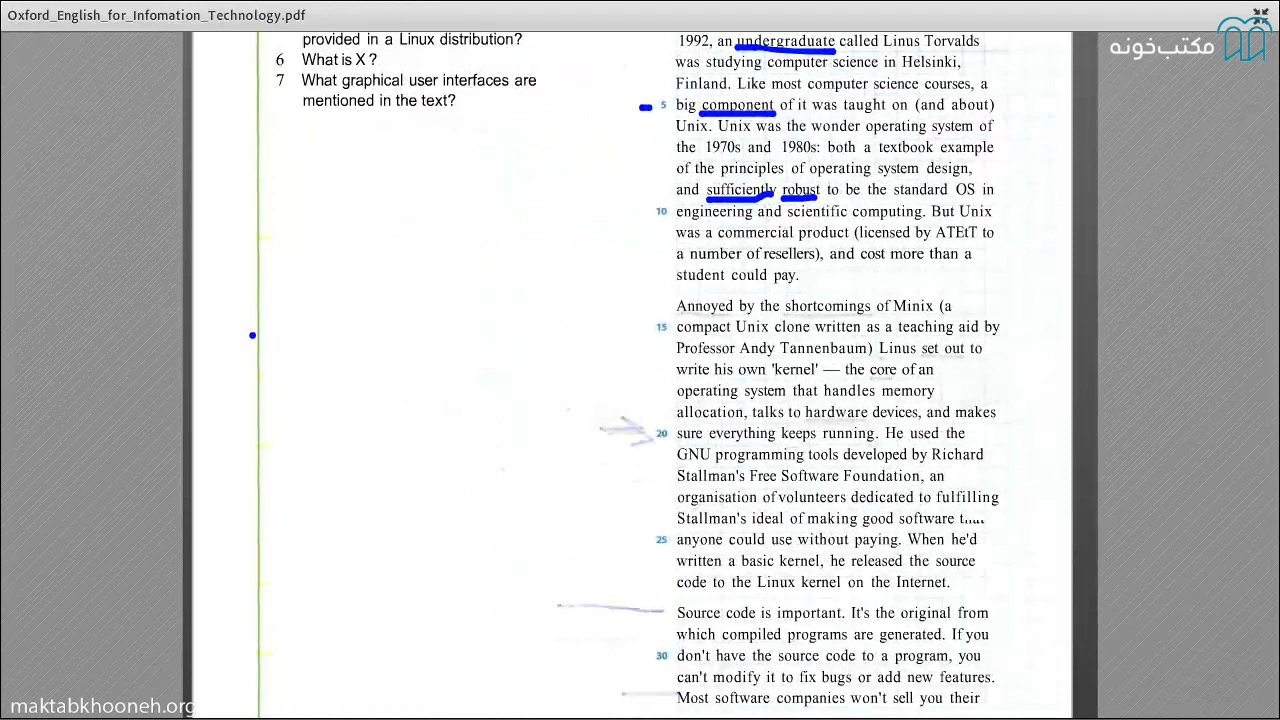 Oxford_English_for_Infomation_Technology.pdf
مکتب‌خونه
provided in a Linux distribution?
6 What is X ?
7 What graphical user interfaces are
mentioned in the text?
1992, an undergraduate called Linus Torvalds
was studying computer science in Helsinki,
Finland. Like most computer science courses, a
5 big component of it was taught on (and about)
Unix. Unix was the wonder operating system of
the 1970s and 1980s: both a textbook example
of the principles of operating system design,
and sufficiently robust to be the standard OS in
10 engineering and scientific computing. But Unix
was a commercial product (licensed by ATEtT to
a number of resellers), and cost more than a
student could pay.
Annoyed by the shortcomings of Minix (a
15 compact Unix clone written as a teaching aid by
Professor Andy Tannenbaum) Linus set out to
write his own 'kernel' — the core of an
operating system that handles memory
allocation, talks to hardware devices, and makes
20 sure everything keeps running. He used the
GNU programming tools developed by Richard
Stallman's Free Software Foundation, an
organisation of volunteers dedicated to fulfilling
Stallman's ideal of making good software that
25 anyone could use without paying. When he'd
written a basic kernel, he released the source
code to the Linux kernel on the Internet.
Source code is important. It's the original from
which compiled programs are generated. If you
30 don't have the source code to a program, you
can't modify it to fix bugs or add new features.
Most software companies won't sell you their
maktabkhooneh.org